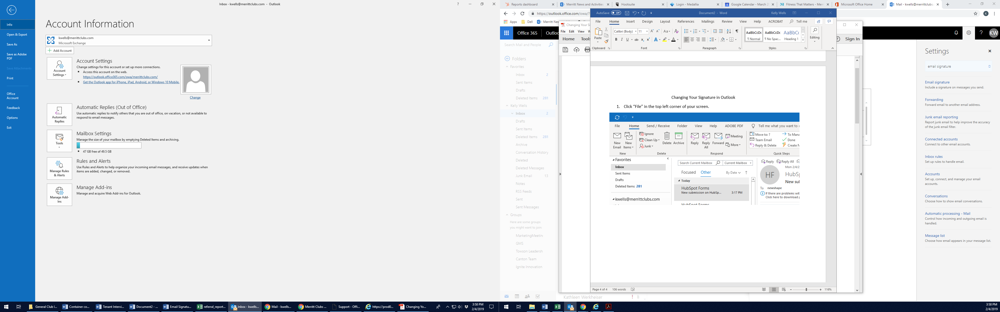 Inbox - kwells@merrittclubs.com - Outlook
?
Info
Open & Export
Save As
Save as Adobe
PDF
Save Attachments
Print
Office
Account
Feedback
Options
Exit
Account Information
kwells@merrittclubs.com
Microsoft Exchange
Add Account
Account
Settings
Account Settings
Change settings for this account or set up more connections.
Access this account on the web.
https://outlook.office365.com/owa/merrittclubs.com/
Get the Outlook app for iPhone, iPad, Android, or Windows 10 Mobile.
Change
Automatic
Replies
Automatic Replies (Out of Office)
Use automatic replies to notify others that you are out of office, on vacation, or not available to
respond to email messages.
Tools
Mailbox Settings
Manage the size of your mailbox by emptying Deleted Items and archiving.
47 GB free of 49.5 GB
Manage Rules
& Alerts
Rules and Alerts
Use Rules and Alerts to help organize your incoming email messages, and receive updates when
items are added, changed, or removed.
Manage Add-
ins
Manage Add-ins
Manage and acquire Web Add-ins for Outlook.
General Club I...
Container co...
Tenant Intervi...
Document2 - ...
Email Signatu...
referral_report...
Inbox - kwells...
Mail - kwells...
Merritt Clubs ...
Support - Offi...
https://prod0...
Changing Yo...
3:58 PM
2/4/2019
Reports dashboard
Merritt News and Activities
Hootsuite
Login - Medallia
Google Calendar - March 2
Fitness That Matters - Merr
Microsoft Office Home
Mail - kwells@merrittclubs.
https://outlook.office.com/owa/?
K
Apps
Dell
Merritt New
Office 365
Outloo
? KW
Search Mail and People
Folders
Favorites
Inbox 2
Sent Items
Drafts
Deleted Items 281
Kelly Wells
Inbox 2
Drafts
Sent Items
Deleted Items 281
Archive
Conversation History
Deleted
Deleted Messages
Junk Email 13
Notes
RSS Feeds
Sent
Sent Messages
Groups
Here are some groups
you might want to join.
MarketingMeetin
GMS
Towson Leadersh
Canton Team
Ignite Innovation
Kathleen Werkheiser
Changing Your Si
File Edit View W
Home Tools
Sign In
AutoSave Off
Document2 - Word
Kelly Wells
File Home Insert Design Layout References Mailings Review View Help ACROBAT Tell me
Paste
Clipboard
Calibri (Body) 11
Font
Paragraph
AaBbCcDc AaBbCcDc AaBbCc
¶ Normal ¶ No Spac... Heading 1
Styles
Editing
Changing Your Signature in Outlook
1. Click “File” in the top left corner of your screen.
File Home Send / Receive Folder View Help ADOBE PDF Tell me what you want to
New
Email
New
Items
New
Ignore
Clean Up
Junk
Delete
Archive
Delete
Reply
Reply
All
Forward
Meeting
More
Respond
Move to: ? To Mana
Team Email Done
Reply & Delete Create N
Quick Steps
Favorites
Inbox
Sent Items
Drafts
Deleted Items 281
kwells@merrittclubs.com
Search Current Mailbox
Current Mailbox
Focused Other By Date
Today
HubSpot Forms
New submission on HubSp... 3:17 PM
HubSpot Forms
Reply Reply All
Mon 2/4/2
HF
HubS
New sul
To newshape
If there are problems wit
Click here to download p
Page 4 of 4 106 words
116%
Settings
email signature
Email signature
Include a signature on messages you send.
Forwarding
Forward email to another email address.
Junk email reporting
Report junk email to help improve the accuracy
of the junk email filter.
Connected accounts
Connect to other email accounts.
Inbox rules
Set up rules to handle email.
Accounts
Set up, connect, and manage your email
accounts.
Conversations
Choose how to show email conversations.
Automatic processing - Mail
Control how incoming and outgoing email is
handled.
Message list
Choose how email appears in your message list.
3:58 PM
2/4/2019